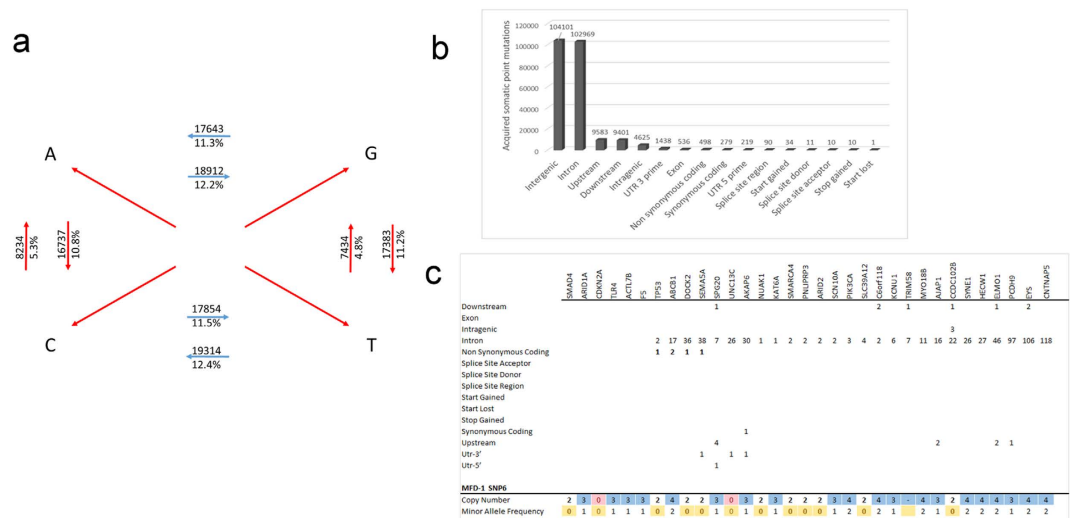 a
A
G
C
T
17643
11.3%
18912
12.2%
8234
5.3%
16737
10.8%
7434
4.8%
17383
11.2%
17854
11.5%
19314
12.4%
b
Acquired somatic point mutations
120000
100000
80000
60000
40000
20000
0
104101 102969 9583 9401 4625 1438 536 498 279 219 90 34 11 10 10 1
Intergenic
Intron
Upstream
Downstream
Intragenic
UTR 3 prime
Exon
Non synonymous coding
Synonymous coding
UTR 5 prime
Splice site region
Start gained
Splice site donor
Splice site acceptor
Stop gained
Start lost
c
SMAD4 ARID1A CDKN2A TLR4 ACTL7B F5 TP53 ABCB1 DOCK2 SEMA5A SPG20 UNC13C AKAP6 NUAK1 KAT6A SMARCA4 PNLIPRP3 ARID2 SCN10A PIK3CA SLC39A12 C6orf118 KCNU1 TRIM58 MYO18B AJAP1 CCDC102B SYNE1 HECW1 ELMO1 PCDH9 EYS CNTNAP5
Downstream 1 2 1 1 1 2
Exon
Intragenic 3
Intron 2 17 36 38 7 26 30 1 1 2 2 2 2 3 4 2 6 7 11 16 22 26 27 46 97 106 118
Non Synonymous Coding 1 2 1 1
Splice Site Acceptor
Splice Site Donor
Splice Site Region
Start Gained
Start Lost
Stop Gained
Synonymous Coding 1
Upstream 4 2 2 1
Utr-3' 1 1 1
Utr-5' 1
MFD-1 SNP6
Copy Number 2 3 0 3 3 3 2 4 2 2 3 0 3 2 3 2 2 2 3 4 2 4 3 - 4 4 2 4 4 4 3 4 4
Minor Allele Frequency 0 1 0 1 1 1 0 2 0 0 1 0 1 0 1 0 0 0 1 2 0 2 1 2 1 0 2 2 2 1 2 2